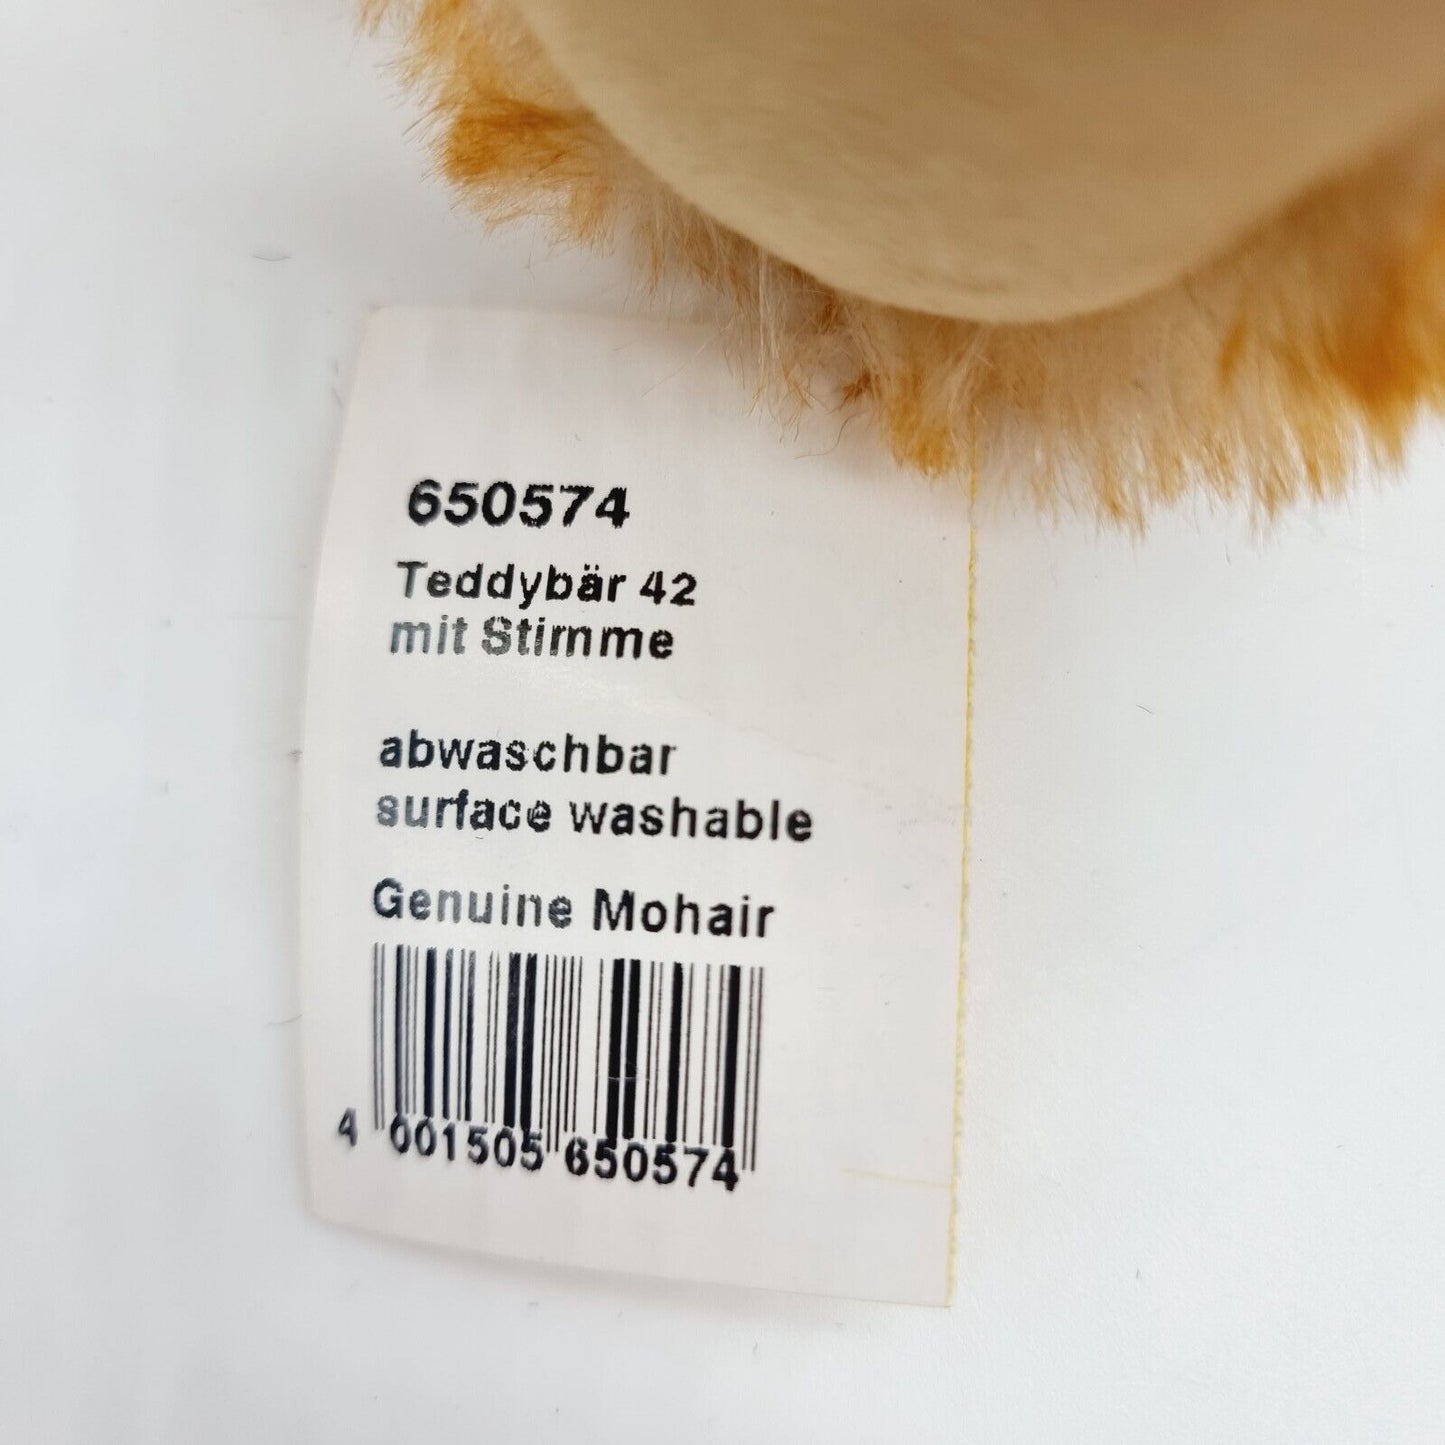 650574
Teddybär 42
mit Stimme
abwaschbar
surface washable
Genuine Mohair
4 001505 650574